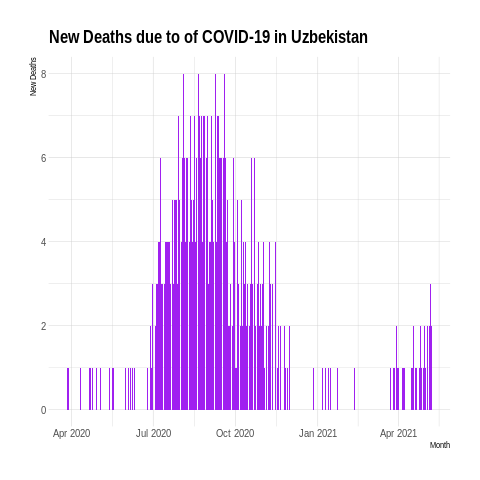 New Deaths due to of COVID-19 in Uzbekistan
New Deaths
8
6
4
2
0
Apr 2020 Jul 2020 Oct 2020 Jan 2021 Apr 2021
Month